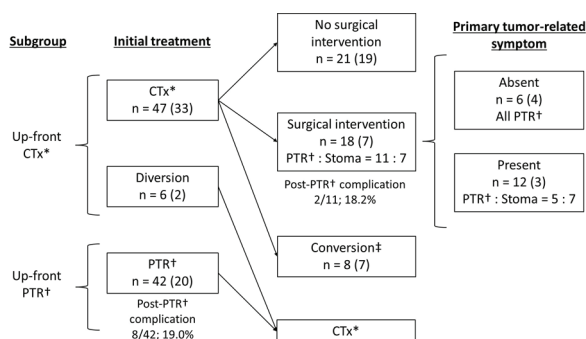 Subgroup
Initial treatment
Primary tumor-related
symptom
No surgical
intervention
n = 21 (19)
Up-front
CTx*
CTx*
n = 47 (33)
Surgical intervention
n = 18 (7)
PTR† : Stoma = 11 : 7
Post-PTR† complication
2/11; 18.2%
Absent
n = 6 (4)
All PTR†
Present
n = 12 (3)
PTR† : Stoma = 5 : 7
Diversion
n = 6 (2)
Conversion‡
n = 8 (7)
Up-front
PTR†
PTR†
n = 42 (20)
Post-PTR†
complication
8/42; 19.0%
CTx*